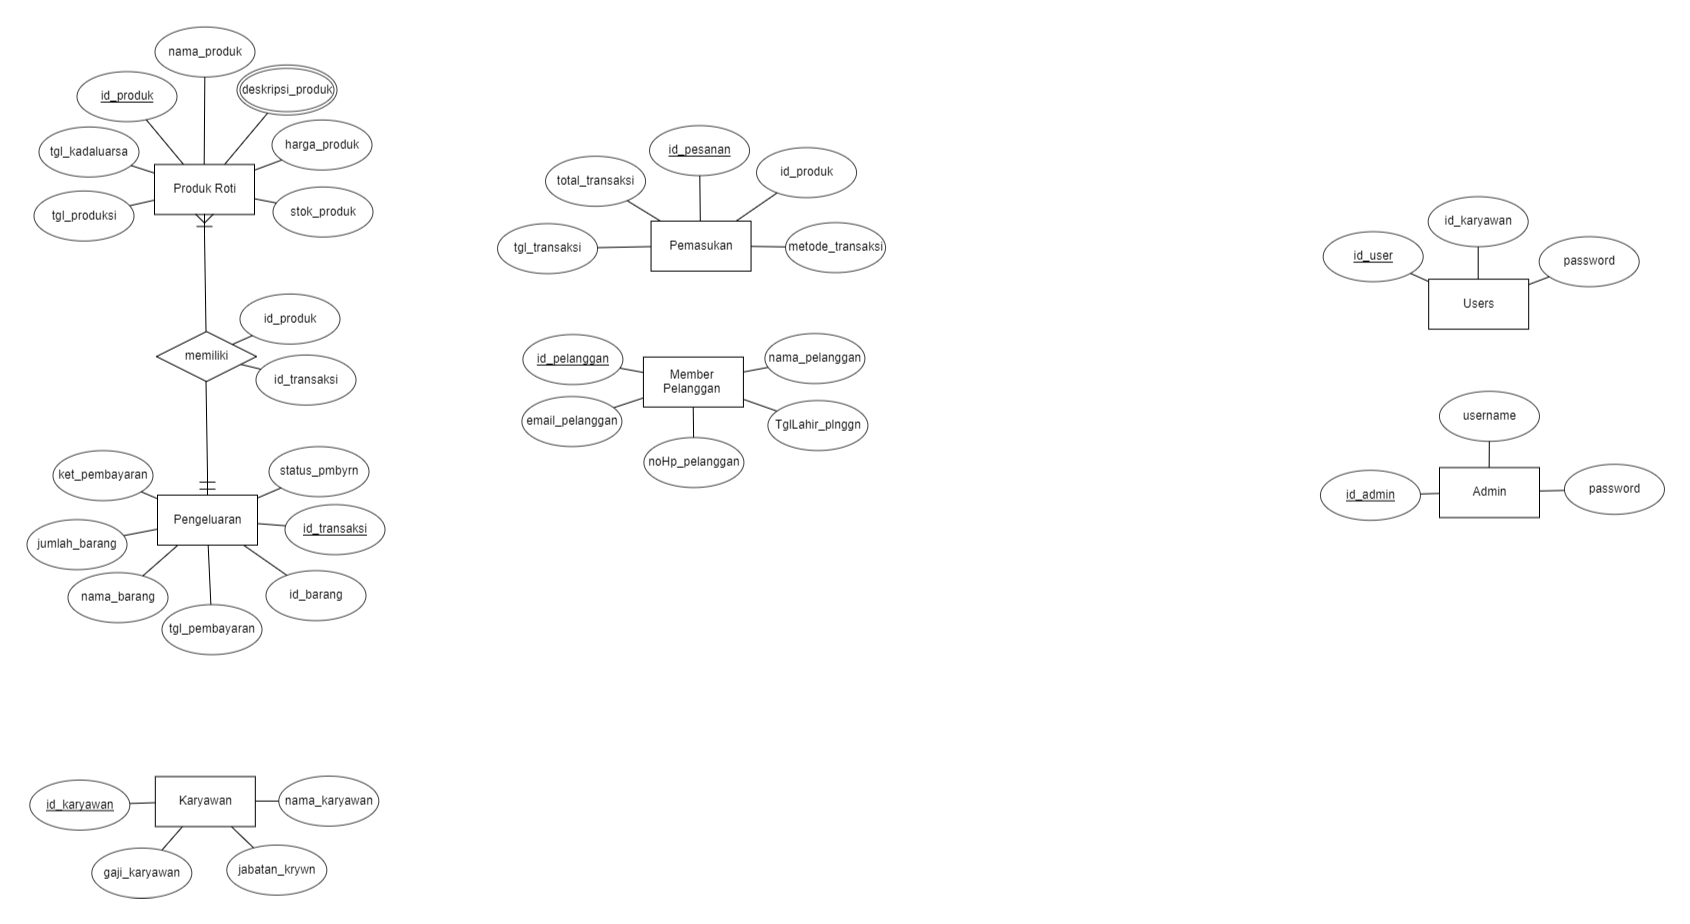 nama_produk
id_produk
deskripsi_produk
tgl_kadaluarsa
harga_produk
Produk Roti
tgl_produksi
stok_produk
id_produk
memiliki
id_transaksi
ket_pembayaran
status_pmbyrn
Pengeluaran
id_transaksi
jumlah_barang
nama_barang
id_barang
tgl_pembayaran
id_karyawan
Karyawan
nama_karyawan
gaji_karyawan
jabatan_krywn
id_pesanan
total_transaksi
id_produk
tgl_transaksi
Pemasukan
metode_transaksi
id_pelanggan
Member
Pelanggan
nama_pelanggan
email_pelanggan
TglLahir_plnggn
noHp_pelanggan
id_karyawan
id_user
password
Users
username
id_admin
Admin
password